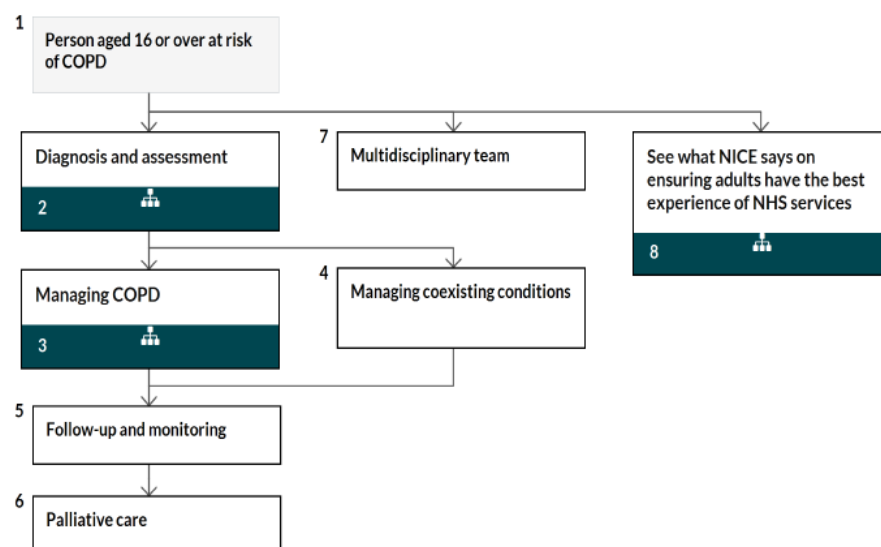 1
Person aged 16 or over at risk
of COPD
Diagnosis and assessment
2
7
Multidisciplinary team
See what NICE says on
ensuring adults have the best
experience of NHS services
8
Managing COPD
3
4
Managing coexisting conditions
5
Follow-up and monitoring
6
Palliative care